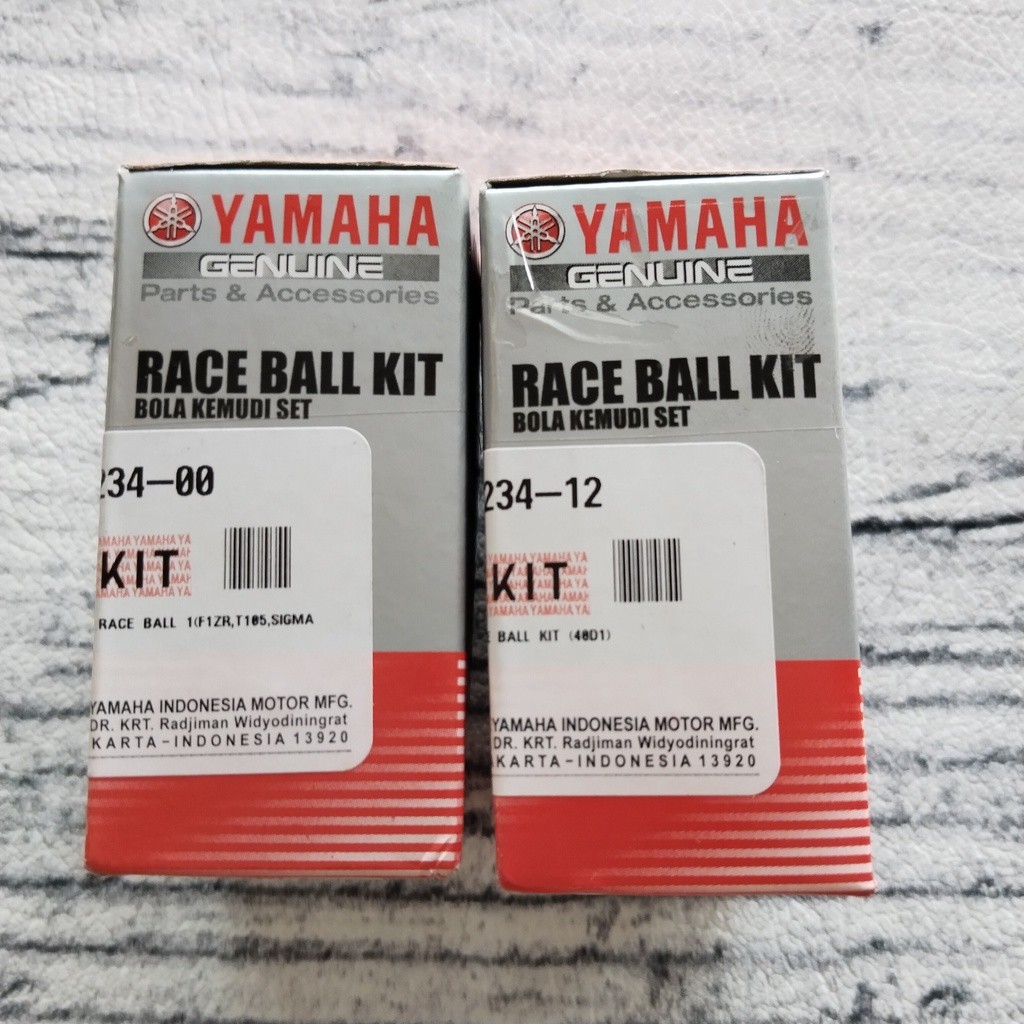 YAMAHA
GENUINE
Parts & Accessories
RACE BALL KIT
BOLA KEMUDI SET
234-00
KIT
RACE BALL 1(F1ZR,T105,SIGMA
YAMAHA INDONESIA MOTOR MFG.
DR. KRT. Radjiman Widyodiningrat
KARTA-INDONESIA 13920
YAMAHA
GENUINE
Parts & Accessories
RACE BALL KIT
BOLA KEMUDI SET
234-12
KIT
E BALL KIT (40D1)
YAMAHA INDONESIA MOTOR MFG.
DR. KRT. Radjiman Widyodiningrat
KARTA-INDONESIA 13920